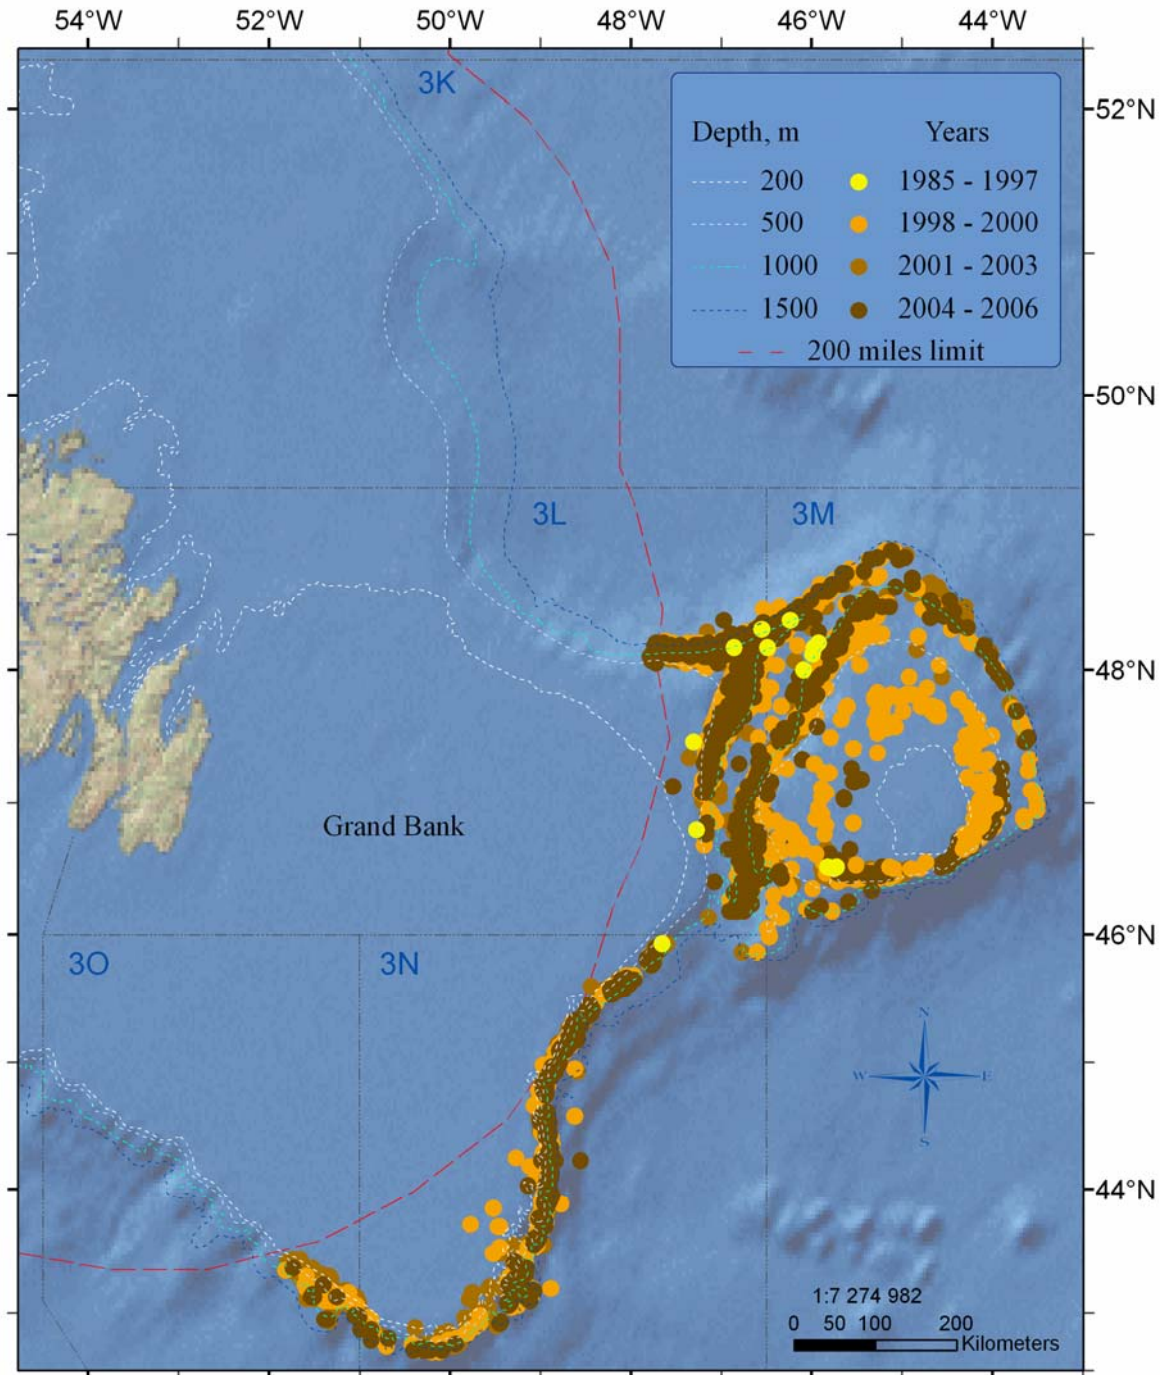 54°W 52°W 50°W 48°W 46°W 44°W
3K
52°N
Depth, m Years
200 1985 - 1997
500 1998 - 2000
1000 2001 - 2003
1500 2004 - 2006
200 miles limit
50°N
3L 3M
48°N
Grand Bank
46°N
3O 3N
N
W E
S
44°N
1:7 274 982
0 50 100 200
Kilometers